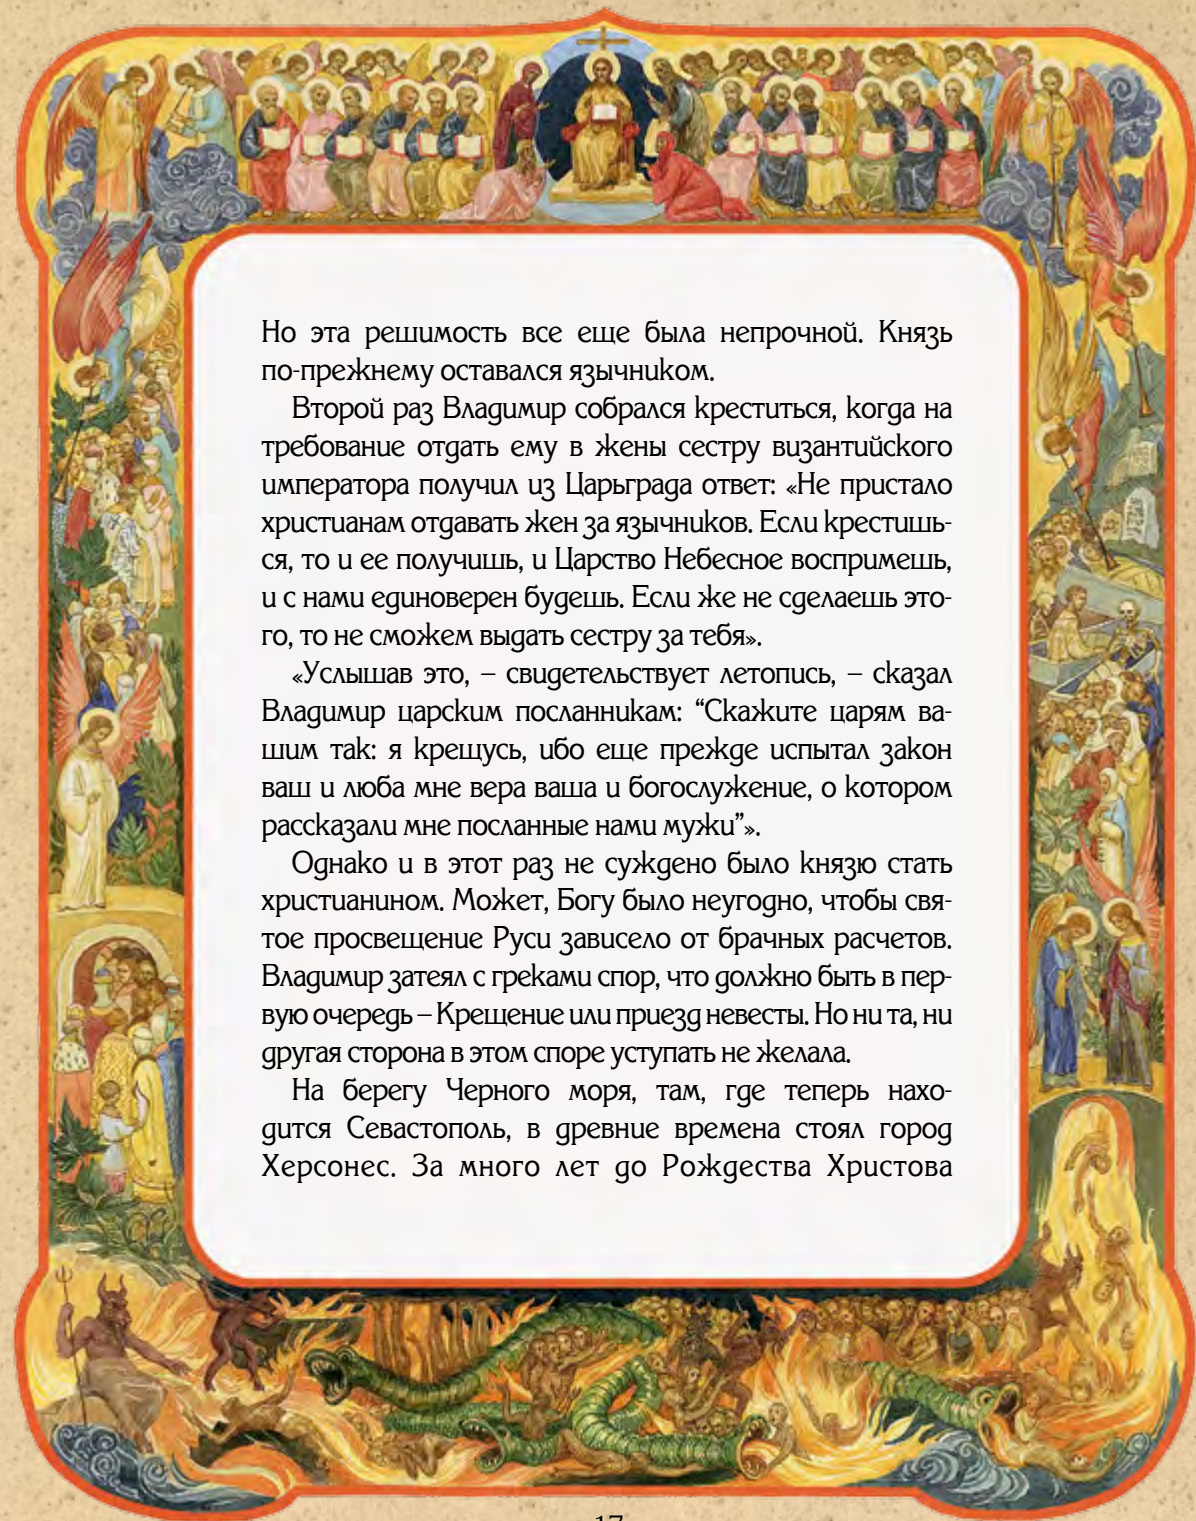 Но эта решимость все еще была непрочной. Князь
по-прежнему оставался язычником.
Второй раз Владимир собрался креститься, когда на
требование отдать ему в жены сестру византийского
императора получил из Царьграда ответ: «Не пристало
христианам отдавать жен за язычников. Если крестишь-
ся, то и ее получишь, и Царство Небесное воспримешь,
и с нами единоверен будешь. Если же не сделаешь это-
го, то не сможем выдать сестру за тебя».
«Услышав это, – свидетельствует летопись, – сказал
Владимир царским посланникам: “Скажите царям ва-
шим так: я крещусь, ибо еще прежде испытал закон
ваш и люба мне вера ваша и богослужение, о котором
рассказали мне посланные нами мужи”».
Однако и в этот раз не суждено было князю стать
христианином. Может, Богу было неугодно, чтобы свя-
тое просвещение Руси зависело от брачных расчетов.
Владимир затеял с греками спор, что должно быть в пер-
вую очередь – Крещение или приезд невесты. Но ни та, ни
другая сторона в этом споре уступать не желала.
На берегу Черного моря, там, где теперь нахо-
дится Севастополь, в древние времена стоял город
Херсонес. За много лет до Рождества Христова
17